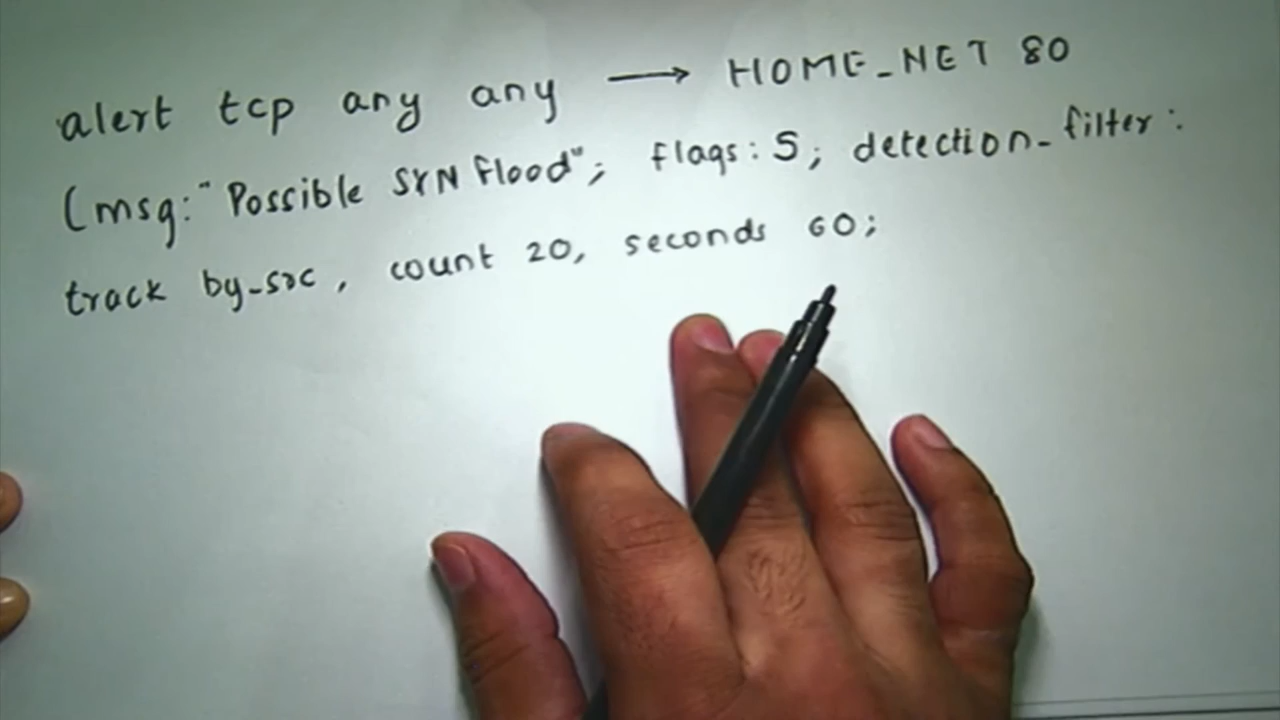 alert tcp any any → HOME_NET 80
(msg:"Possible SYN flood"; flags: S; detection_filter:
track by_src, count 20, seconds 60;